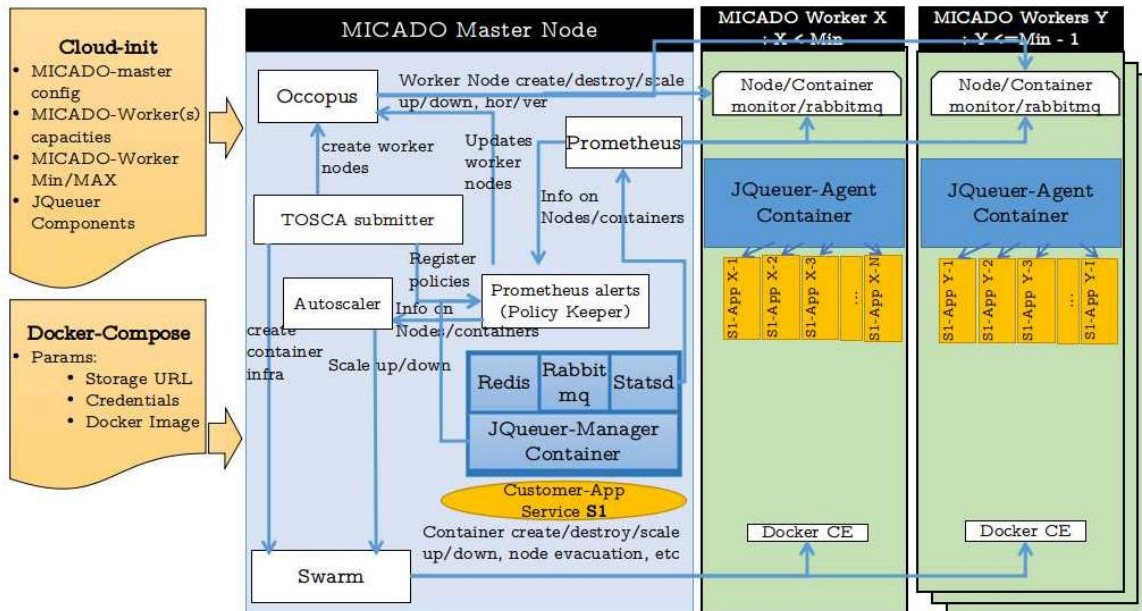 Cloud-init
• MICADO-master
config
• MICADO-Worker(s)
capacities
• MICADO-Worker
Min/MAX
• JQueuer
Components
Docker-Compose
• Params:
• Storage URL
• Credentials
• Docker Image
MICADO Master Node
Occopus
Worker Node create/destroy/scale
up/down, hor/ver
create worker
nodes
Updates
worker
nodes
Prometheus
Info on
Nodes/containers
TOSCA submitter
Register
policies
Autoscaler
Info on
Nodes/containers
Prometheus alerts
(Policy Keeper)
create
container
infra
Scale up/down
Redis
Rabbit
mq
Statsd
JQueuer-Manager
Container
Customer-App
Service S1
Container create/destroy/scale
up/down, node evacuation, etc
Swarm
MICADO Worker X
; X < Min
Node/Container
monitor/rabbitmq
JQueuer-Agent
Container
S1-App X-1
S1-App X-2
S1-App X-3
...
S1-App X-N
Docker CE
MICADO Workers Y
; Y <=Min - 1
Node/Container
monitor/rabbitmq
JQueuer-Agent
Container
S1-App Y-1
S1-App Y-2
S1-App Y-3
...
S1-App Y-I
Docker CE